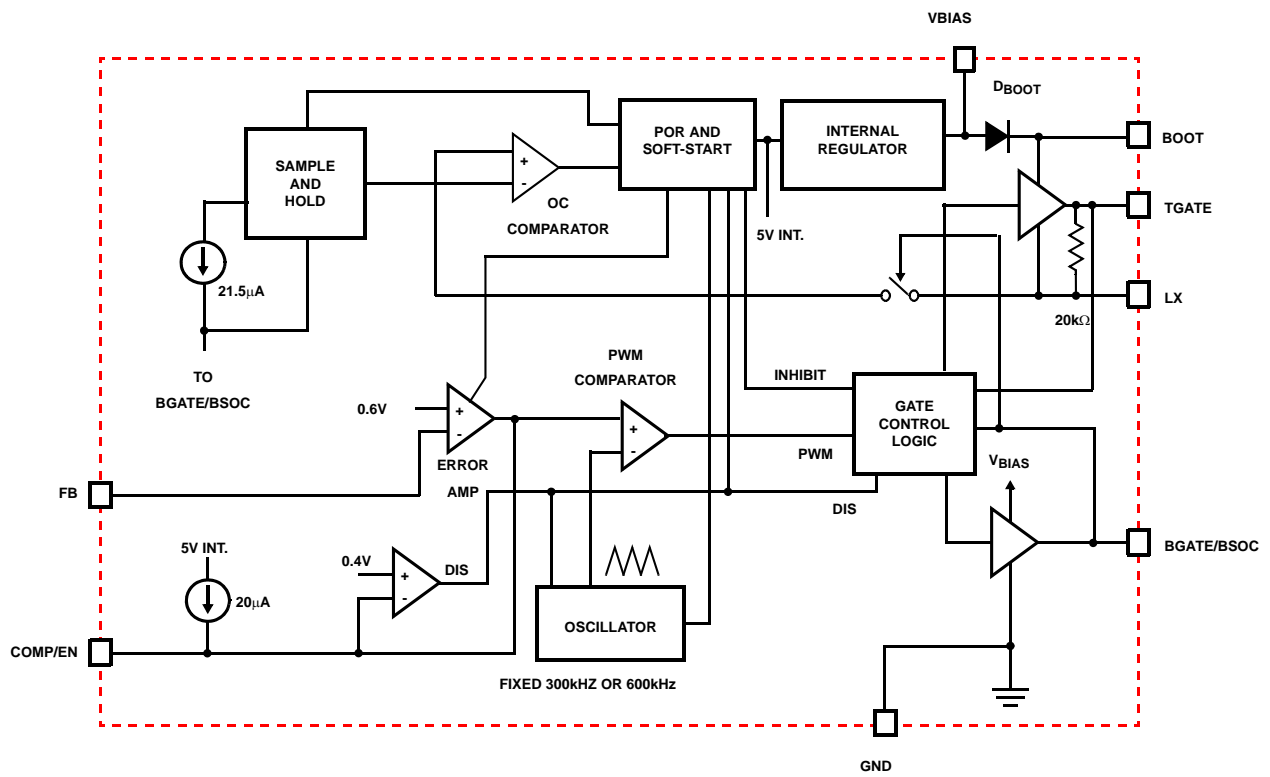 VBIAS
DBOOT
BOOT
POR AND
SOFT-START
INTERNAL
REGULATOR
SAMPLE
AND
HOLD
+
-
OC
COMPARATOR
TGATE
5V INT.
21.5μA
LX
20kΩ
TO
BGATE/BSOC
PWM
COMPARATOR
INHIBIT
0.6V
+
-
ERROR
AMP
+
-
PWM
GATE
CONTROL
LOGIC
VBIAS
FB
DIS
5V INT.
0.4V
+
-
DIS
BGATE/BSOC
20μA
OSCILLATOR
COMP/EN
FIXED 300kHZ OR 600kHz
GND